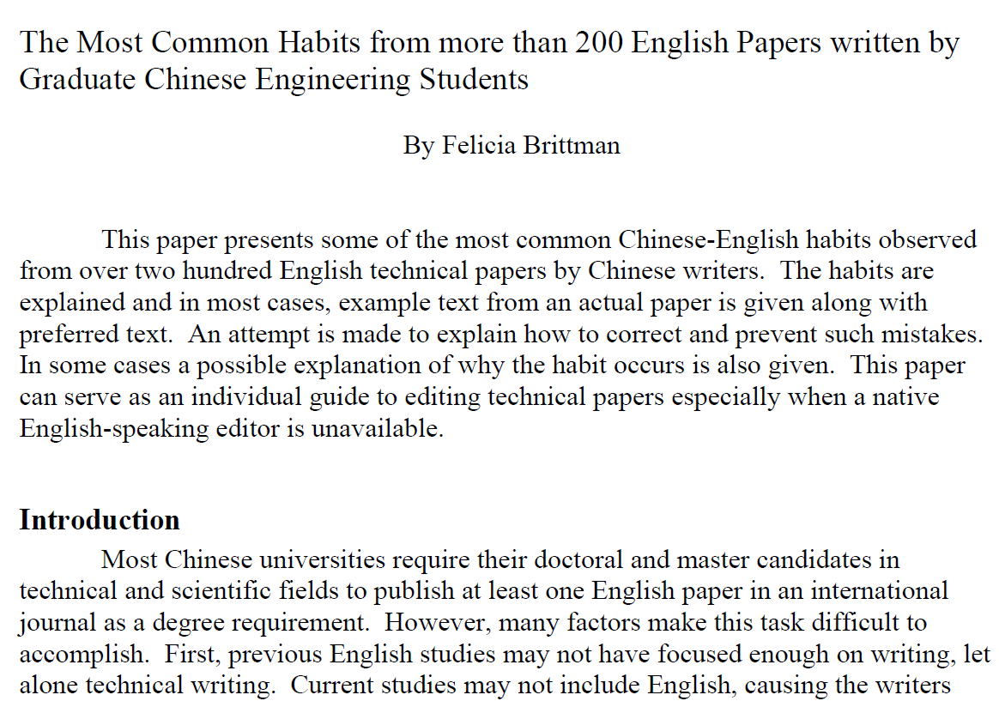 The Most Common Habits from more than 200 English Papers written by
Graduate Chinese Engineering Students
By Felicia Brittman
This paper presents some of the most common Chinese-English habits observed
from over two hundred English technical papers by Chinese writers.  The habits are
explained and in most cases, example text from an actual paper is given along with
preferred text.  An attempt is made to explain how to correct and prevent such mistakes.
In some cases a possible explanation of why the habit occurs is also given.  This paper
can serve as an individual guide to editing technical papers especially when a native
English-speaking editor is unavailable.
Introduction
Most Chinese universities require their doctoral and master candidates in
technical and scientific fields to publish at least one English paper in an international
journal as a degree requirement.  However, many factors make this task difficult to
accomplish.  First, previous English studies may not have focused enough on writing, let
alone technical writing.  Current studies may not include English, causing the writers